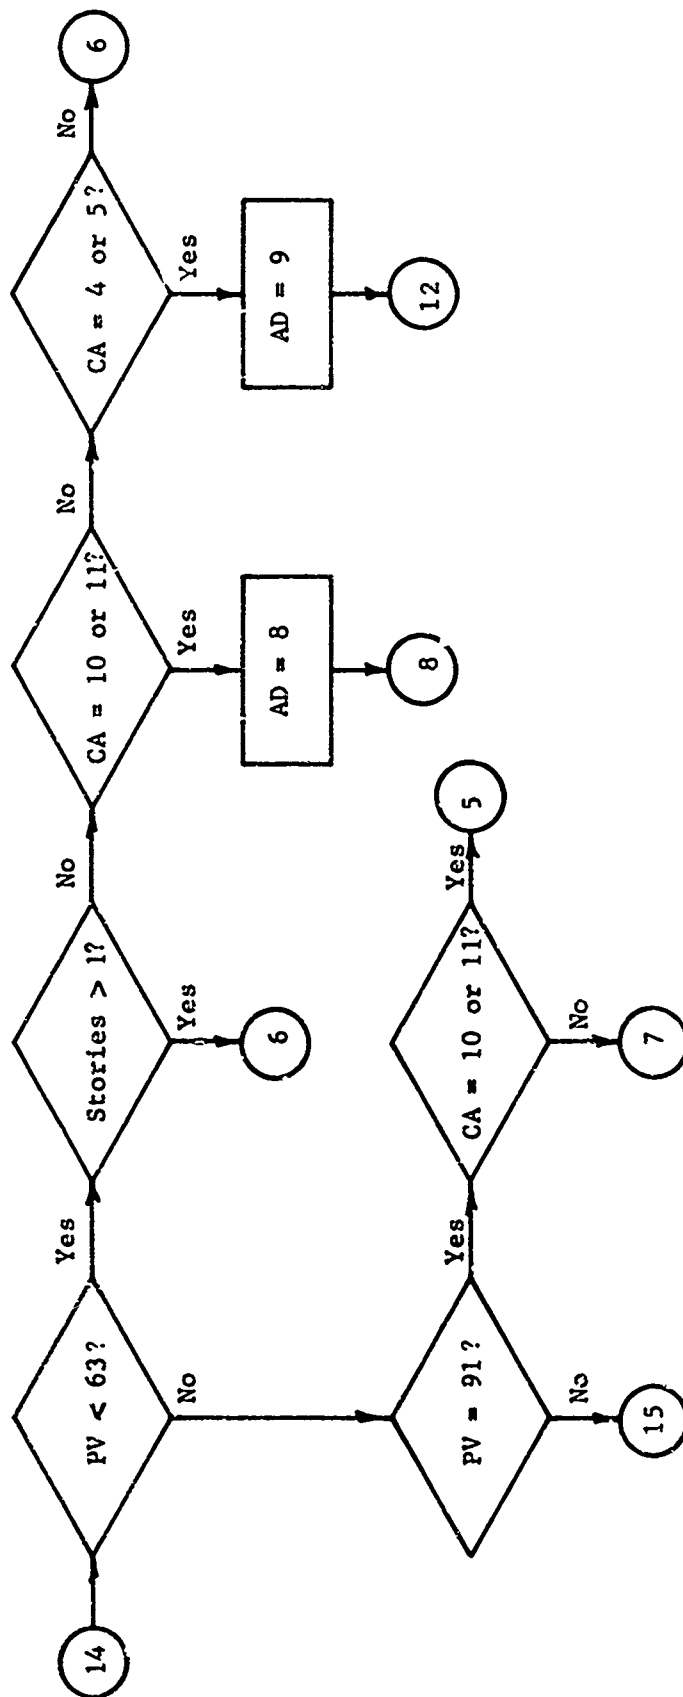 14
PV < 63?
Yes
No
Stories > 1?
No
Yes
6
CA = 10 or 11?
No
Yes
AD = 8
8
CA = 4 or 5?
No
6
Yes
AD = 9
12
PV = 91?
Yes
No
15
CA = 10 or 11?
Yes
5
No
7